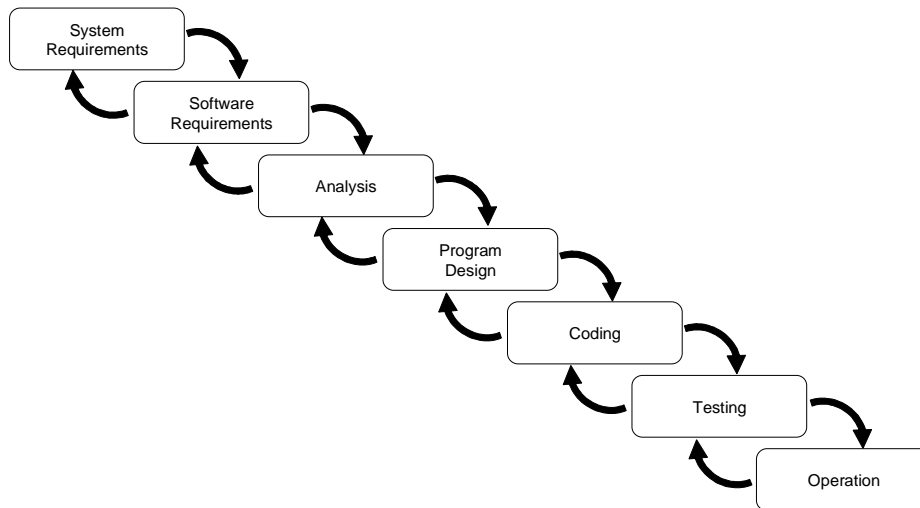 System
Requirements
Software
Requirements
Analysis
Program
Design
Coding
Testing
Operation